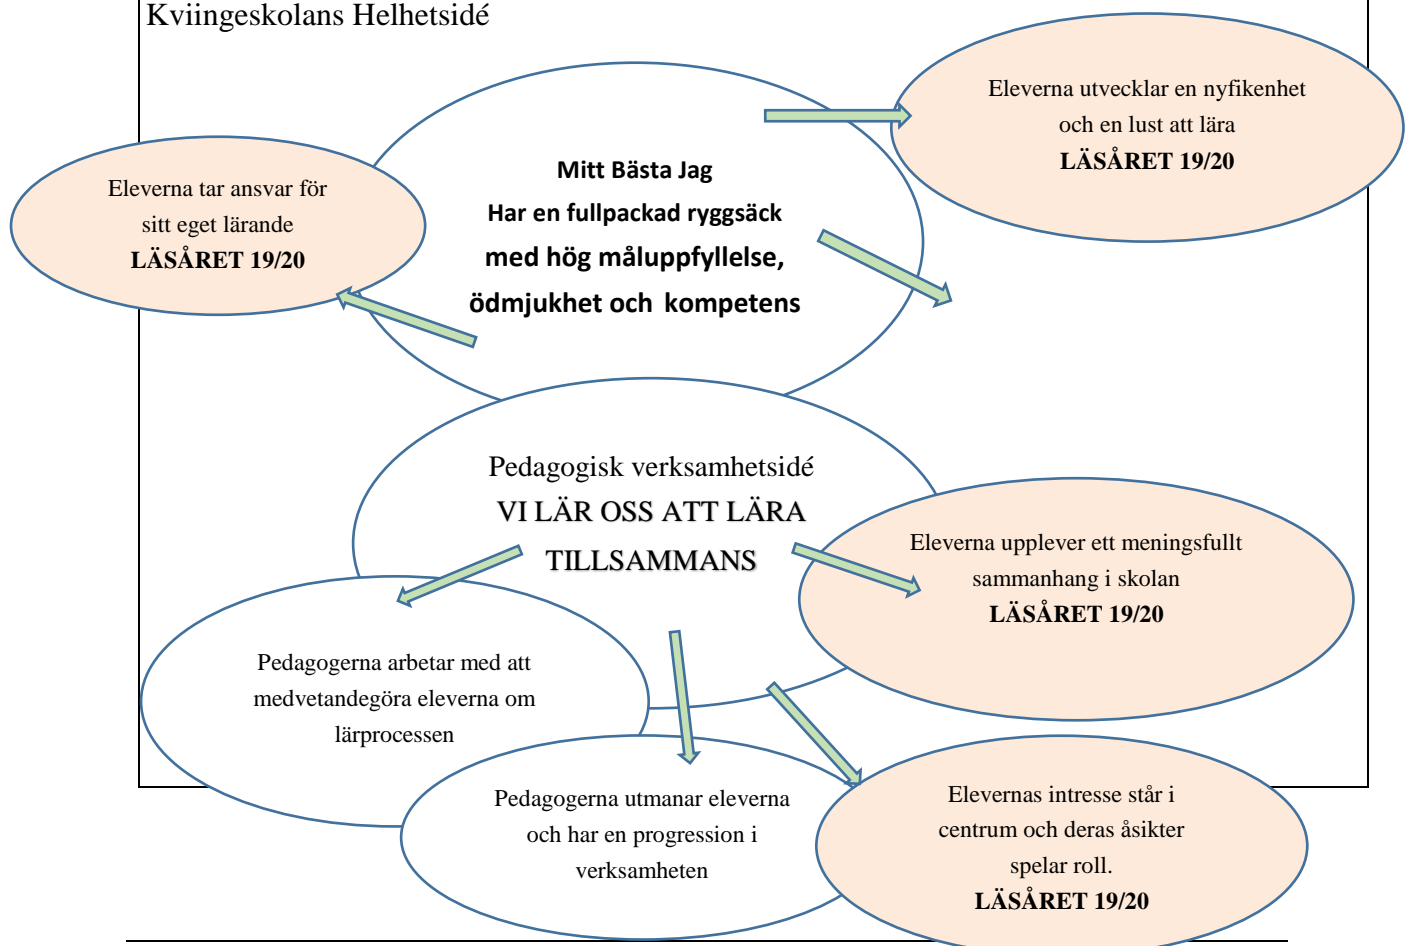 Kviingeskolans Helhetsidé
Eleverna utvecklar en nyfikenhet
och en lust att lära
LÄSÅRET 19/20
Mitt Bästa Jag
Har en fullpackad ryggsäck
med hög måluppfyllelse,
ödmjukhet och kompetens
Eleverna tar ansvar för
sitt eget lärande
LÄSÅRET 19/20
Pedagogisk verksamhetsidé
VI LÄR OSS ATT LÄRA
TILLSAMMANS
Eleverna upplever ett meningsfullt
sammanhang i skolan
LÄSÅRET 19/20
Pedagogerna arbetar med att
medvetandegöra eleverna om
lärprocessen
Pedagogerna utmanar eleverna
och har en progression i
verksamheten
Elevernas intresse står i
centrum och deras åsikter
spelar roll.
LÄSÅRET 19/20